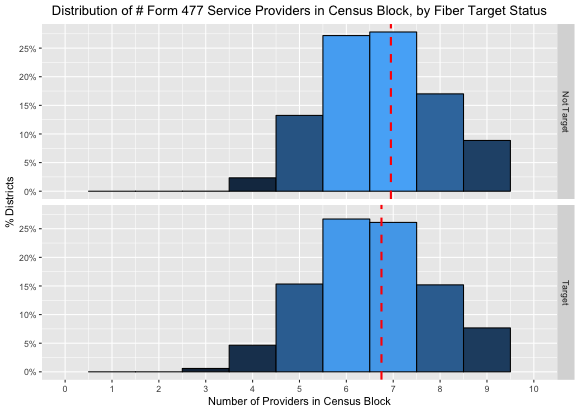 Distribution of # Form 477 Service Providers in Census Block, by Fiber Target Status
% Districts
25%
20%
15%
10%
5%
0%
Not Target
25%
20%
15%
10%
5%
0%
Target
0 1 2 3 4 5 6 7 8 9 10
Number of Providers in Census Block